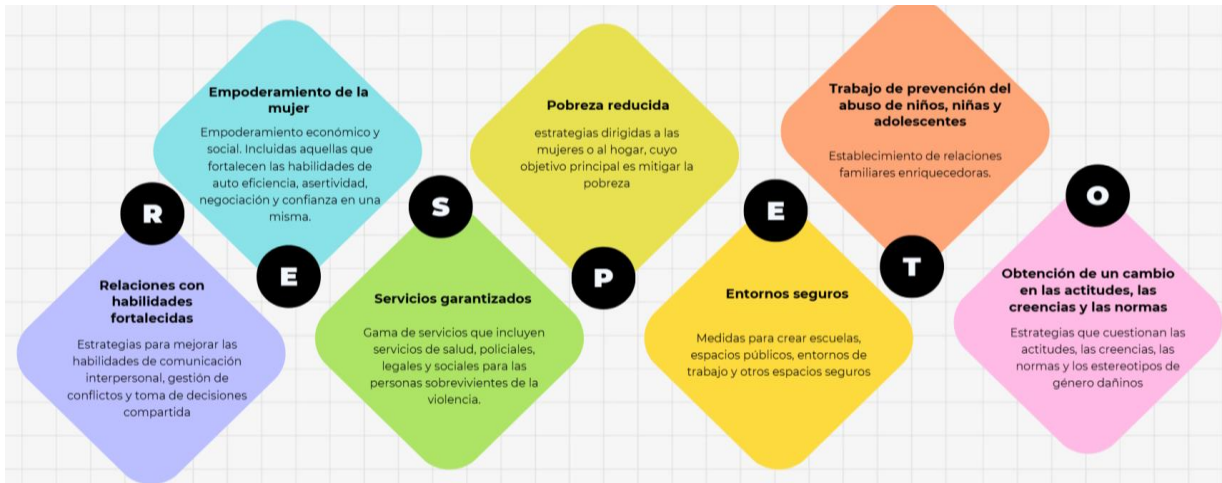 R
Relaciones con
habilidades
fortalecidas
Estrategias para mejorar las
habilidades de comunicación
interpersonal, gestión de
conflictos y toma de decisiones
compartida
Empoderamiento de la
mujer
Empoderamiento económico y
social. Incluidas aquellas que
fortalecen las habilidades de
auto eficiencia, asertividad,
negociación y confianza en una
misma.
E
S
Servicios garantizados
Gama de servicios que incluyen
servicios de salud, policiales,
legales y sociales para las
personas sobrevivientes de la
violencia.
Pobreza reducida
estrategias dirigidas a las
mujeres o al hogar, cuyo
objetivo principal es mitigar la
pobreza
P
E
Entornos seguros
Medidas para crear escuelas,
espacios públicos, entornos de
trabajo y otros espacios seguros
Trabajo de prevención del
abuso de niños, niñas y
adolescentes
Establecimiento de relaciones
familiares enriquecedoras.
T
O
Obtención de un cambio
en las actitudes, las
creencias y las normas
Estrategias que cuestionan las
actitudes, las creencias, las
normas y los estereotipos de
género dañinos